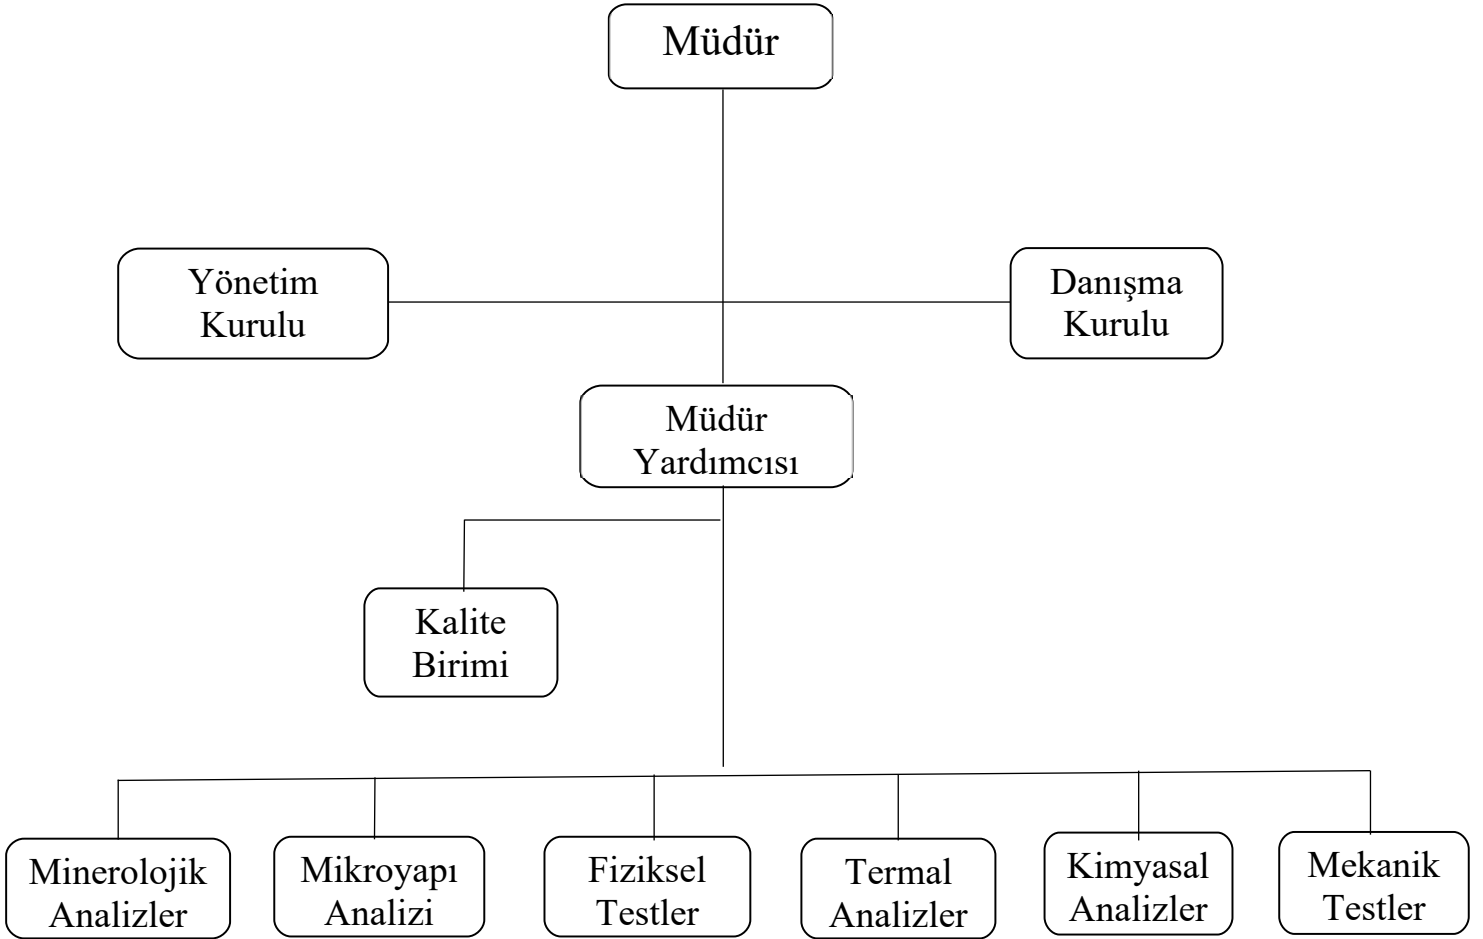 Müdür
Yönetim
Kurulu
Danışma
Kurulu
Müdür
Yardımcısı
Kalite
Birimi
Minerolojik
Analizler
Mikroyapı
Analizi
Fiziksel
Testler
Termal
Analizler
Kimyasal
Analizler
Mekanik
Testler